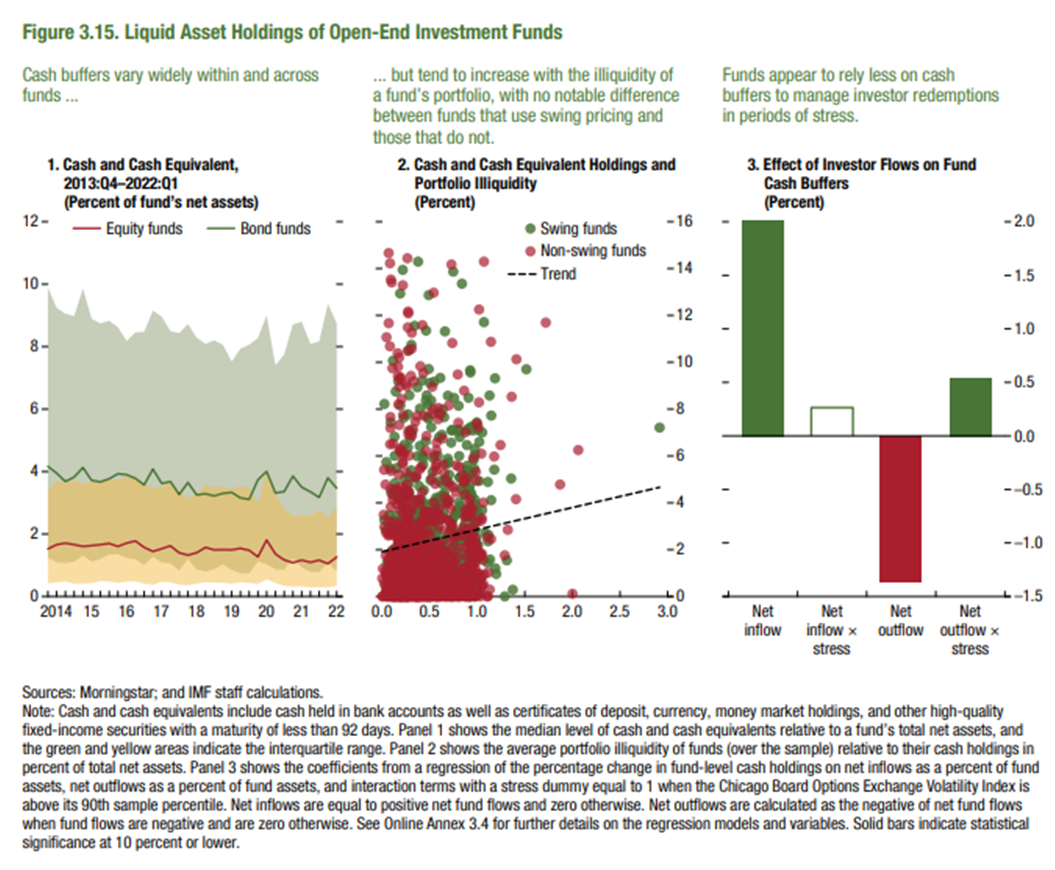 Figure 3.15. Liquid Asset Holdings of Open-End Investment Funds
Cash buffers vary widely within and across
funds ...
... but tend to increase with the illiquidity of
a fund's portfolio, with no notable difference
between funds that use swing pricing and
those that do not.
Funds appear to rely less on cash
buffers to manage investor redemptions
in periods of stress.
1. Cash and Cash Equivalent,
2013:Q4–2022:Q1
(Percent of fund's net assets)
Equity funds
Bond funds
12
10
8
6
4
2
0
2014 15 16 17 18 19 20 21 22
2. Cash and Cash Equivalent Holdings and
Portfolio Illiquidity
(Percent)
Swing funds
Non-swing funds
Trend
16
14
12
10
8
6
4
2
0
0.0 0.5 1.0 1.5 2.0 2.5 3.0
3. Effect of Investor Flows on Fund
Cash Buffers
(Percent)
2.0
1.5
1.0
0.5
0.0
–0.5
–1.0
–1.5
Net
inflow
Net
inflow ×
stress
Net
outflow
Net
outflow ×
stress
Sources: Morningstar; and IMF staff calculations.
Note: Cash and cash equivalents include cash held in bank accounts as well as certificates of deposit, currency, money market holdings, and other high-quality
fixed-income securities with a maturity of less than 92 days. Panel 1 shows the median level of cash and cash equivalents relative to a fund's total net assets, and
the green and yellow areas indicate the interquartile range. Panel 2 shows the average portfolio illiquidity of funds (over the sample) relative to their cash holdings in
percent of total net assets. Panel 3 shows the coefficients from a regression of the percentage change in fund-level cash holdings on net inflows as a percent of fund
assets, net outflows as a percent of fund assets, and interaction terms with a stress dummy equal to 1 when the Chicago Board Options Exchange Volatility Index is
above its 90th sample percentile. Net inflows are equal to positive net fund flows and zero otherwise. Net outflows are calculated as the negative of net fund flows
when fund flows are negative and are zero otherwise. See Online Annex 3.4 for further details on the regression models and variables. Solid bars indicate statistical
significance at 10 percent or lower.